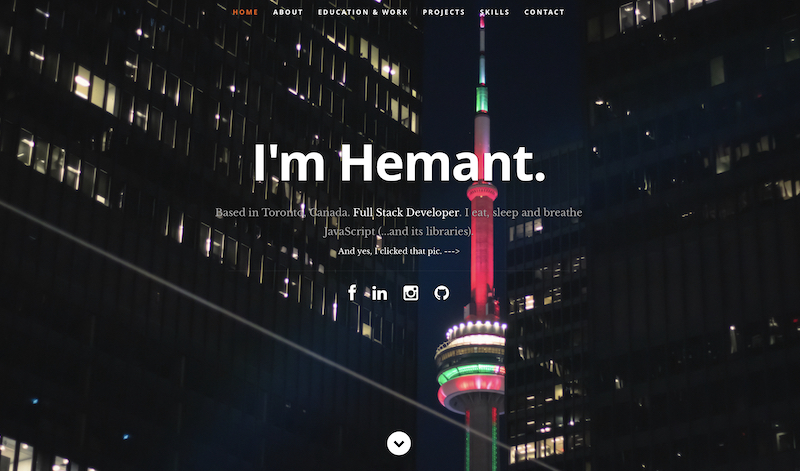 HOME ABOUT EDUCATION & WORK PROJECTS SKILLS CONTACT
I'm Hemant.
Based in Toronto, Canada. Full Stack Developer. I eat, sleep and breathe
JavaScript (...and its libraries).
And yes, I clicked that pic. --->